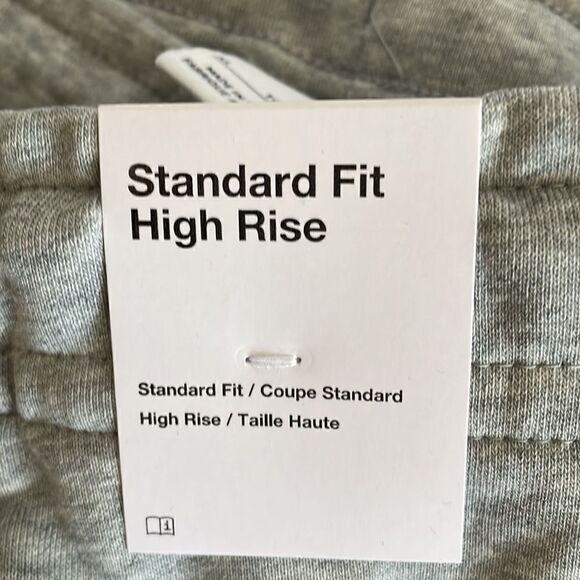 Standard Fit
High Rise
Standard Fit / Coupe Standard
High Rise / Taille Haute